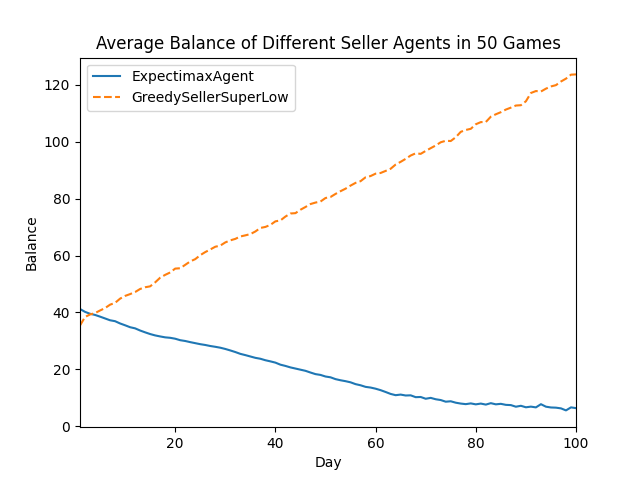 Average Balance of Different Seller Agents in 50 Games
ExpectimaxAgent
GreedySellerSuperLow
120
100
80
60
40
20
0
Balance
20 40 60 80 100
Day